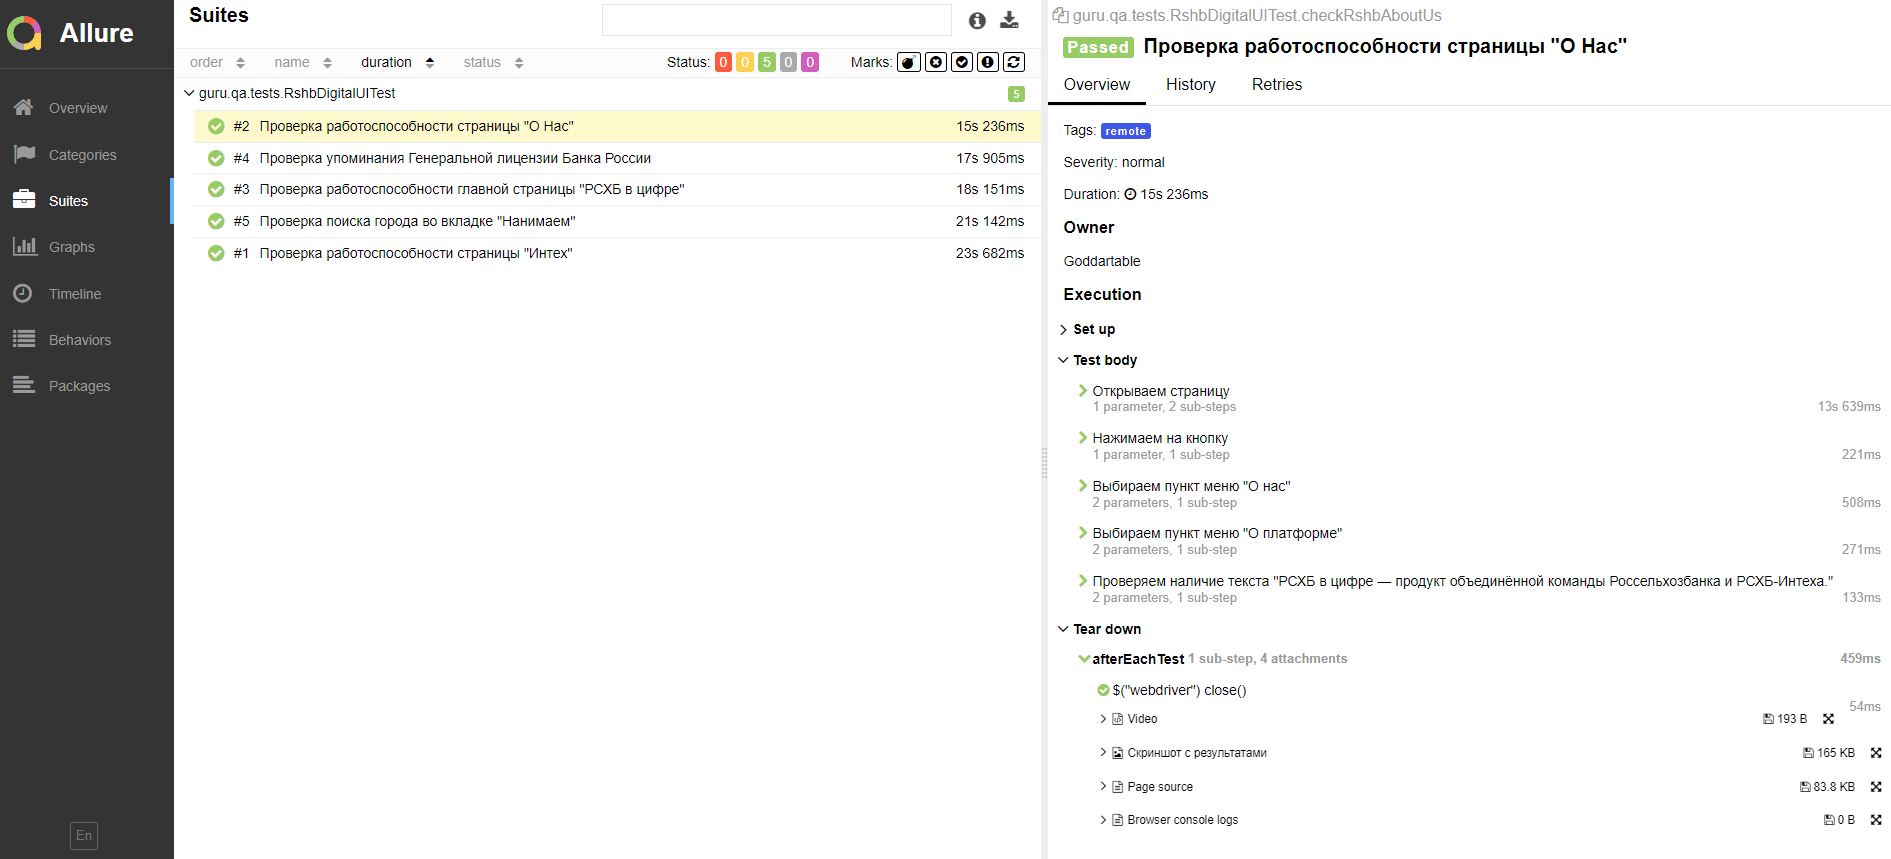 Allure
Overview
Categories
Suites
Graphs
Timeline
Behaviors
Packages
En
Suites
order name duration status Status: 0 0 5 0 0 Marks:
guru.qa.tests.RshbDigitalUITest 5
#2 Проверка работоспособности страницы "О Нас" 15s 236ms
#4 Проверка упоминания Генеральной лицензии Банка России 17s 905ms
#3 Проверка работоспособности главной страницы "РСХБ в цифре" 18s 151ms
#5 Проверка поиска города во вкладке "Нанимаем" 21s 142ms
#1 Проверка работоспособности страницы "Интех" 23s 682ms
guru.qa.tests.RshbDigitalUITest.checkRshbAboutUs
Passed Проверка работоспособности страницы "О Нас"
Overview History Retries
Tags: remote
Severity: normal
Duration: 15s 236ms
Owner
Goddartable
Execution
Set up
Test body
Открываем страницу
1 parameter, 2 sub-steps 13s 639ms
Нажимаем на кнопку
1 parameter, 1 sub-step 221ms
Выбираем пункт меню "О нас"
2 parameters, 1 sub-step 508ms
Выбираем пункт меню "О платформе"
2 parameters, 1 sub-step 271ms
Проверяем наличие текста "РСХБ в цифре — продукт объединённой команды Россельхозбанка и РСХБ-Интеха."
2 parameters, 1 sub-step 133ms
Tear down
afterEachTest 1 sub-step, 4 attachments 459ms
$("webdriver") close()
54ms
Video 193 B
Скриншот с результатами 165 KB
Page source 83.8 KB
Browser console logs 0 B